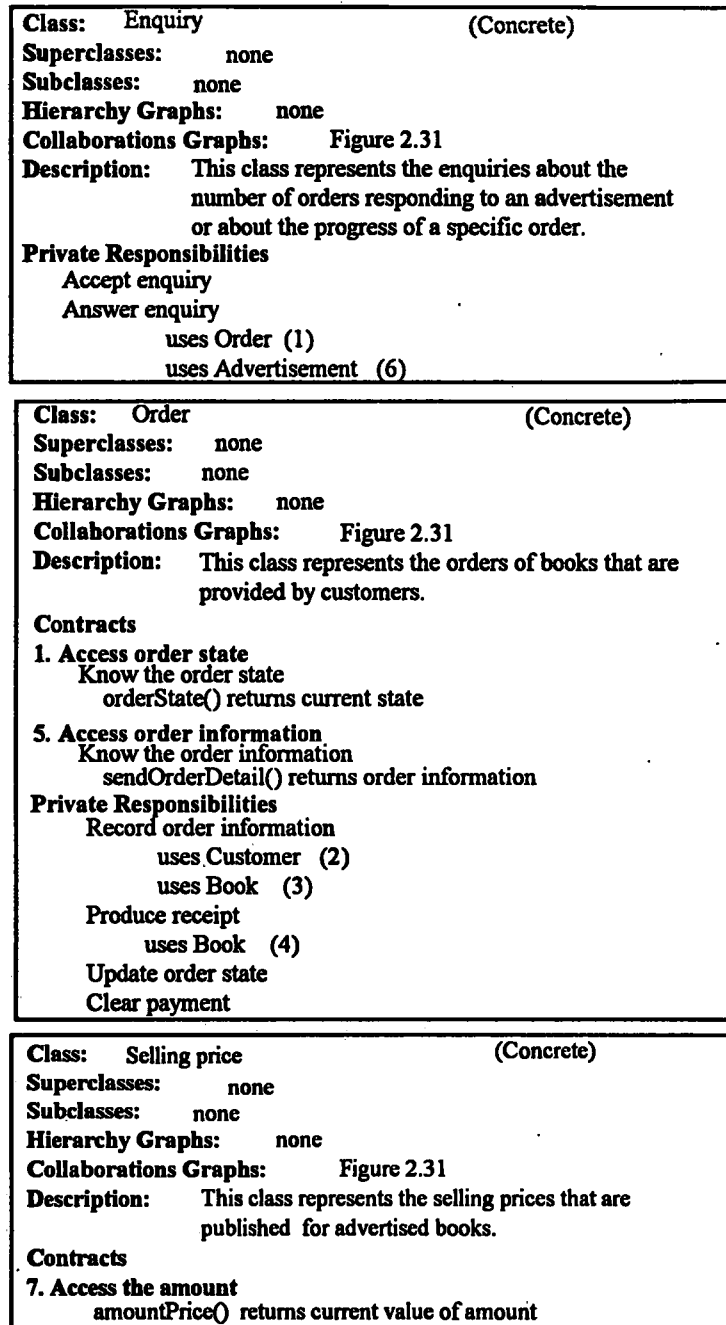 Class: Enquiry (Concrete)
Superclasses: none
Subclasses: none
Hierarchy Graphs: none
Collaborations Graphs: Figure 2.31
Description: This class represents the enquiries about the
number of orders responding to an advertisement
or about the progress of a specific order.
Private Responsibilities
Accept enquiry
Answer enquiry
uses Order (1)
uses Advertisement (6)
Class: Order (Concrete)
Superclasses: none
Subclasses: none
Hierarchy Graphs: none
Collaborations Graphs: Figure 2.31
Description: This class represents the orders of books that are
provided by customers.
Contracts
1. Access order state
Know the order state
orderState() returns current state
5. Access order information
Know the order information
sendOrderDetail() returns order information
Private Responsibilities
Record order information
uses Customer (2)
uses Book (3)
Produce receipt
uses Book (4)
Update order state
Clear payment
Class: Selling price (Concrete)
Superclasses: none
Subclasses: none
Hierarchy Graphs: none
Collaborations Graphs: Figure 2.31
Description: This class represents the selling prices that are
published for advertised books.
Contracts
7. Access the amount
amountPrice() returns current value of amount